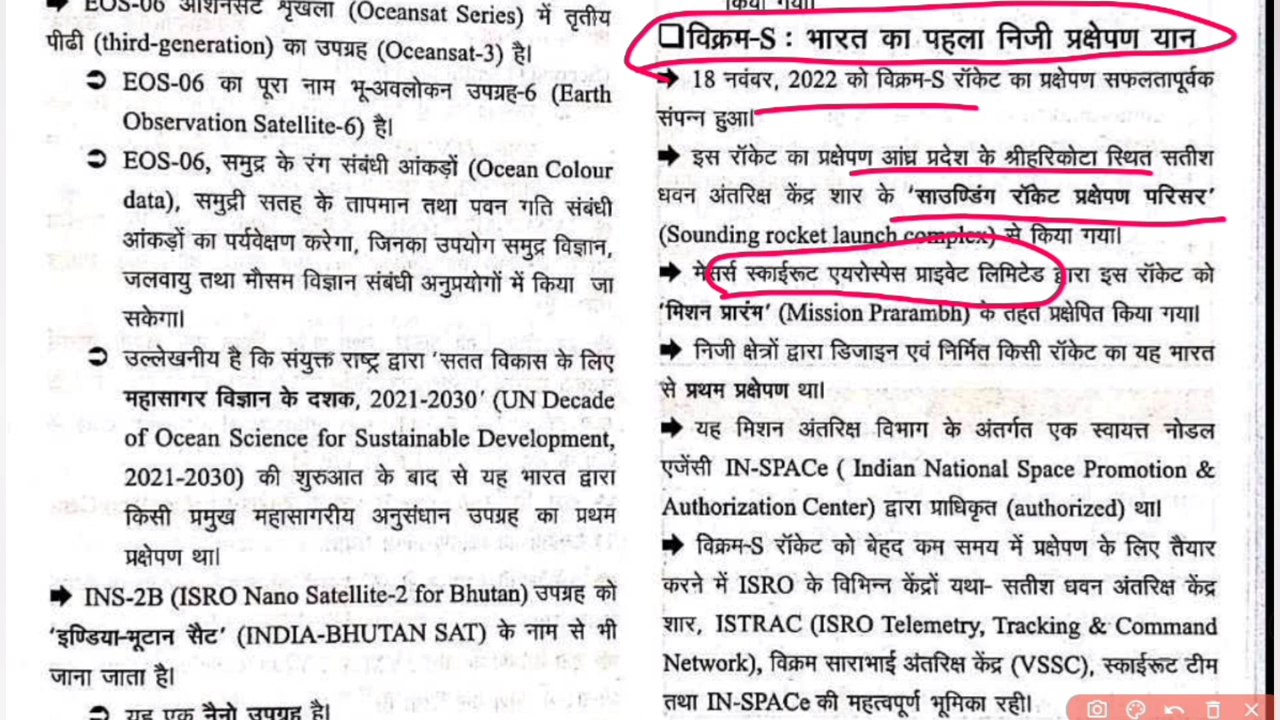 ➡ EOS-06 ओशनसैट श्रृंखला (Oceansat Series) में तृतीय
पीढी (third-generation) का उपग्रह (Oceansat-3) है।
➲ EOS-06 का पूरा नाम भू-अवलोकन उपग्रह-6 (Earth
Observation Satellite-6) है।
➲ EOS-06, समुद्र के रंग संबंधी आंकड़ों (Ocean Colour
data), समुद्री सतह के तापमान तथा पवन गति संबंधी
आंकड़ों का पर्यवेक्षण करेगा, जिनका उपयोग समुद्र विज्ञान,
जलवायु तथा मौसम विज्ञान संबंधी अनुप्रयोगों में किया जा
सकेगा।
➲ उल्लेखनीय है कि संयुक्त राष्ट्र द्वारा 'सतत विकास के लिए
महासागर विज्ञान के दशक, 2021-2030' (UN Decade
of Ocean Science for Sustainable Development,
2021-2030) की शुरुआत के बाद से यह भारत द्वारा
किसी प्रमुख महासागरीय अनुसंधान उपग्रह का प्रथम
प्रक्षेपण था।
➡ INS-2B (ISRO Nano Satellite-2 for Bhutan) उपग्रह को
'इण्डिया-भूटान सैट' (INDIA-BHUTAN SAT) के नाम से भी
जाना जाता है।
➲ यह एक नैनो उपग्रह है।
किया गया।
❑विक्रम-S : भारत का पहला निजी प्रक्षेपण यान
➡ 18 नवंबर, 2022 को विक्रम-S रॉकेट का प्रक्षेपण सफलतापूर्वक
संपन्न हुआ।
➡ इस रॉकेट का प्रक्षेपण आंध्र प्रदेश के श्रीहरिकोटा स्थित सतीश
धवन अंतरिक्ष केंद्र शार के 'साउण्डिंग रॉकेट प्रक्षेपण परिसर'
(Sounding rocket launch complex) से किया गया।
➡ मेसर्स स्काईरूट एयरोस्पेस प्राइवेट लिमिटेड द्वारा इस रॉकेट को
'मिशन प्रारंभ' (Mission Prarambh) के तहत प्रक्षेपित किया गया।
➡ निजी क्षेत्रों द्वारा डिजाइन एवं निर्मित किसी रॉकेट का यह भारत
से प्रथम प्रक्षेपण था।
➡ यह मिशन अंतरिक्ष विभाग के अंतर्गत एक स्वायत्त नोडल
एजेंसी IN-SPACe ( Indian National Space Promotion &
Authorization Center) द्वारा प्राधिकृत (authorized) था।
➡ विक्रम-S रॉकेट को बेहद कम समय में प्रक्षेपण के लिए तैयार
करने में ISRO के विभिन्न केंद्रों यथा- सतीश धवन अंतरिक्ष केंद्र
शार, ISTRAC (ISRO Telemetry, Tracking & Command
Network), विक्रम साराभाई अंतरिक्ष केंद्र (VSSC), स्काईरूट टीम
तथा IN-SPACe की महत्वपूर्ण भूमिका रही।